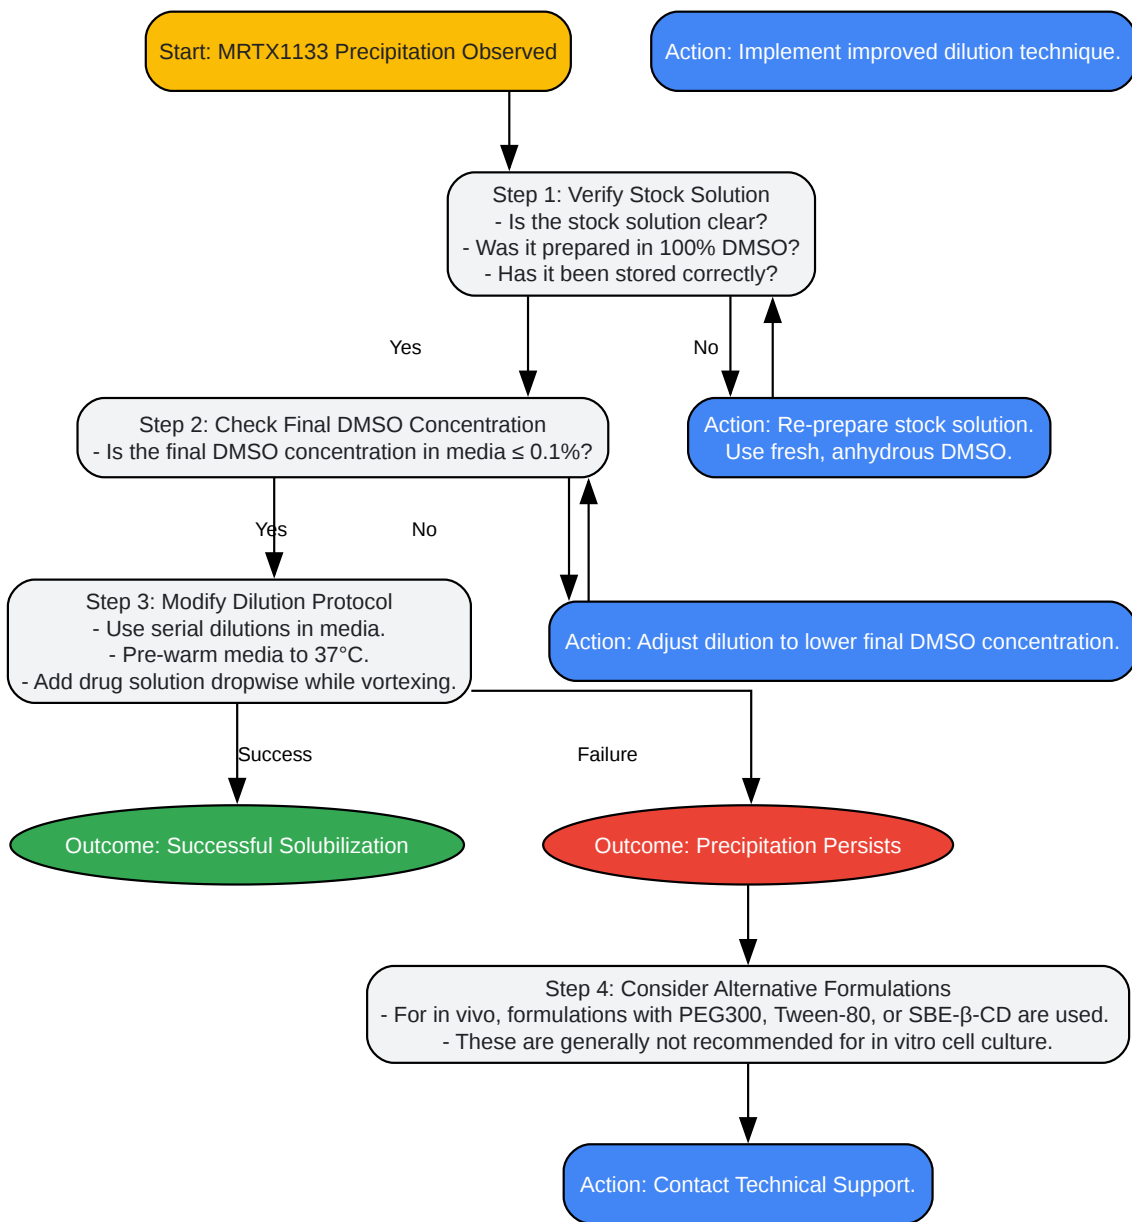 Start: MRTX1133 Precipitation Observed
Action: Implement improved dilution technique.
Step 1: Verify Stock Solution
- Is the stock solution clear?
- Was it prepared in 100% DMSO?
- Has it been stored correctly?
Yes
No
Step 2: Check Final DMSO Concentration
- Is the final DMSO concentration in media ≤ 0.1%?
Action: Re-prepare stock solution.
Use fresh, anhydrous DMSO.
Yes
No
Step 3: Modify Dilution Protocol
- Use serial dilutions in media.
- Pre-warm media to 37°C.
- Add drug solution dropwise while vortexing.
Action: Adjust dilution to lower final DMSO concentration.
Success
Failure
Outcome: Successful Solubilization
Outcome: Precipitation Persists
Step 4: Consider Alternative Formulations
- For in vivo, formulations with PEG300, Tween-80, or SBE-β-CD are used.
- These are generally not recommended for in vitro cell culture.
Action: Contact Technical Support.